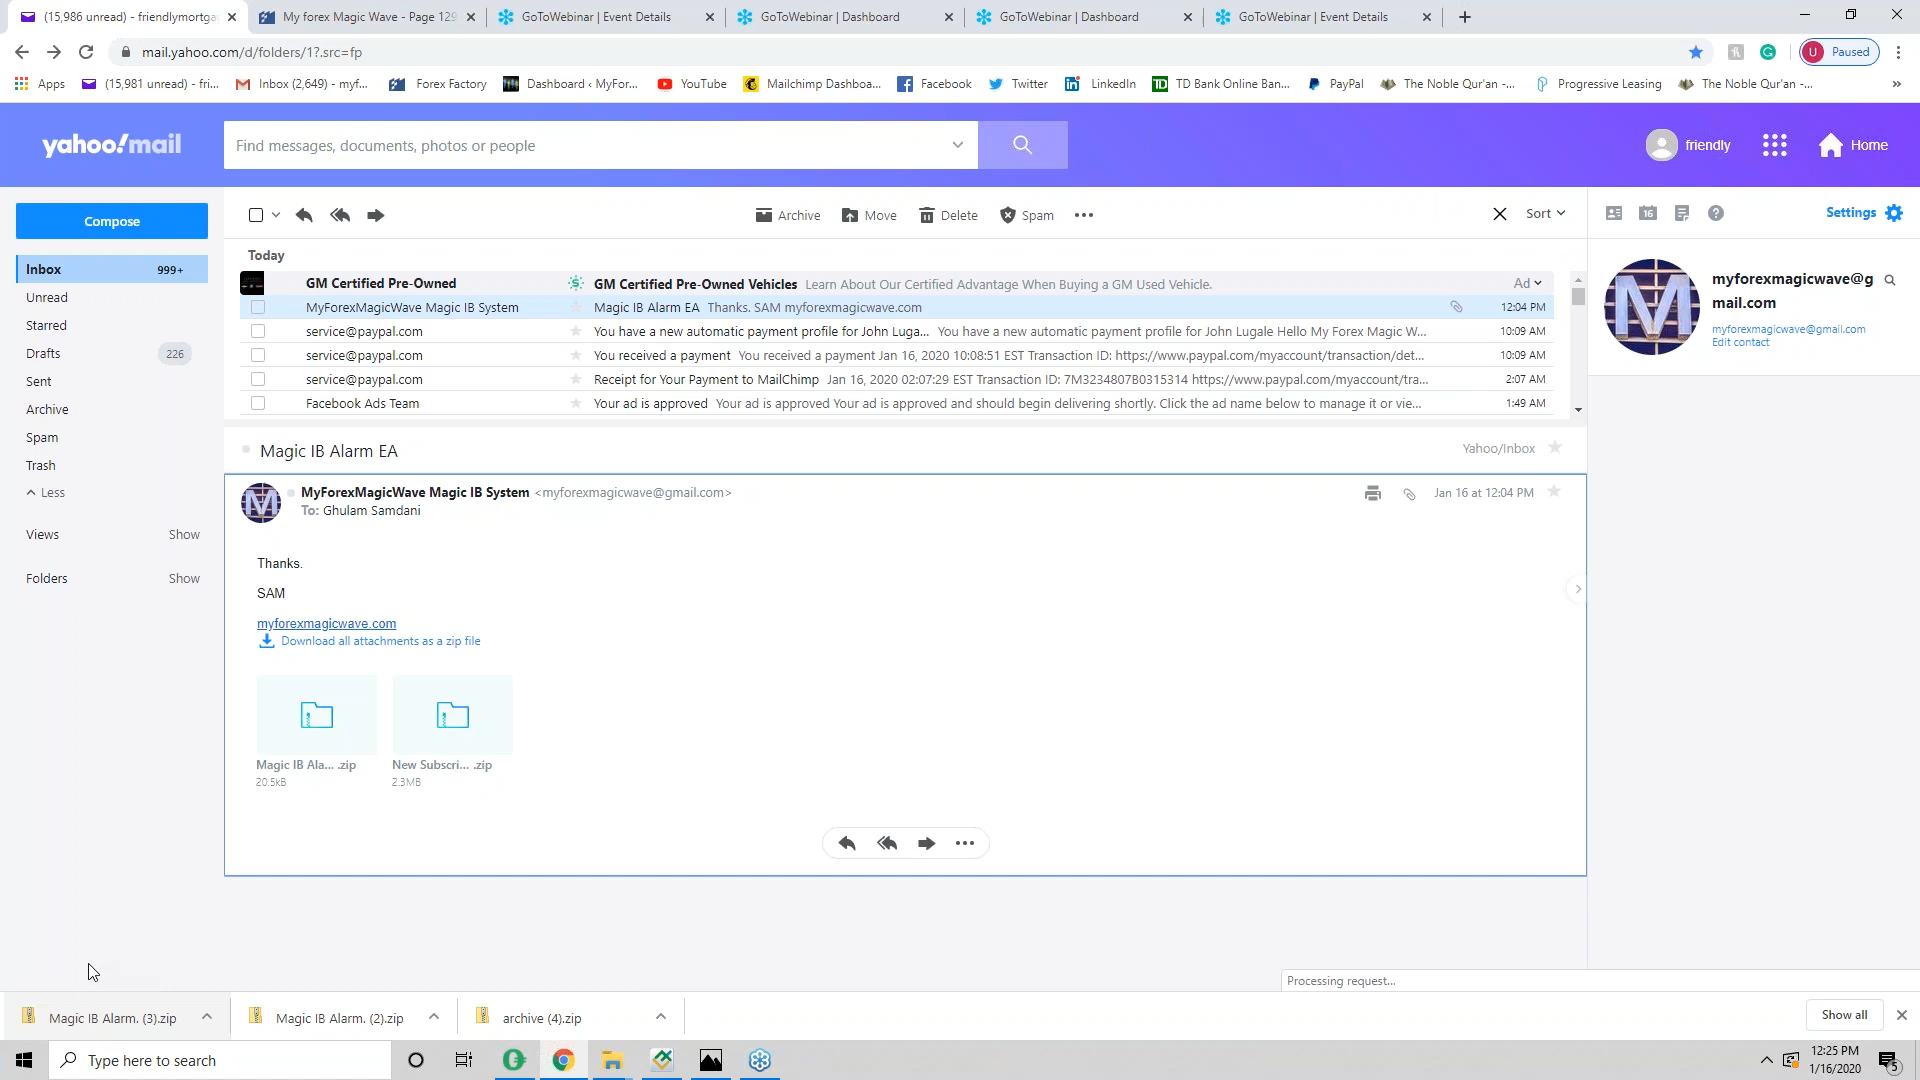 (15,986 unread) - friendlymortga
My forex Magic Wave - Page 129
GoToWebinar | Event Details
GoToWebinar | Dashboard
GoToWebinar | Dashboard
GoToWebinar | Event Details
mail.yahoo.com/d/folders/1?.src=fp
U Paused
Apps
(15,981 unread) - fri...
Inbox (2,649) - myf...
Forex Factory
Dashboard ‹ MyFor...
YouTube
Mailchimp Dashboa...
Facebook
Twitter
LinkedIn
TD Bank Online Ban...
PayPal
The Noble Qur'an -...
Progressive Leasing
The Noble Qur'an -...
»
yahoo!mail
Find messages, documents, photos or people
friendly
Home
Compose
Archive
Move
Delete
Spam
Sort
16
Settings
Inbox 999+
Unread
Starred
Drafts 226
Sent
Archive
Spam
Trash
Less
Views Show
Folders Show
Today
GM Certified Pre-Owned GM Certified Pre-Owned Vehicles Learn About Our Certified Advantage When Buying a GM Used Vehicle. Ad
MyForexMagicWave Magic IB System Magic IB Alarm EA Thanks. SAM myforexmagicwave.com 12:04 PM
service@paypal.com You have a new automatic payment profile for John Luga... You have a new automatic payment profile for John Lugale Hello My Forex Magic W... 10:09 AM
service@paypal.com You received a payment You received a payment Jan 16, 2020 10:08:51 EST Transaction ID: https://www.paypal.com/myaccount/transaction/det... 10:09 AM
service@paypal.com Receipt for Your Payment to MailChimp Jan 16, 2020 02:07:29 EST Transaction ID: 7M3234807B0315314 https://www.paypal.com/myaccount/tra... 2:07 AM
Facebook Ads Team Your ad is approved Your ad is approved Your ad is approved and should begin delivering shortly. Click the ad name below to manage it or vie... 1:49 AM
myforexmagicwave@g
mail.com
myforexmagicwave@gmail.com
Edit contact
Magic IB Alarm EA
Yahoo/Inbox
M
MyForexMagicWave Magic IB System <myforexmagicwave@gmail.com>
Jan 16 at 12:04 PM
To: Ghulam Samdani
Thanks.
SAM
myforexmagicwave.com
Download all attachments as a zip file
Magic IB Ala... .zip
20.5kB
New Subscri... .zip
2.3MB
Processing request...
Magic IB Alarm. (3).zip
Magic IB Alarm. (2).zip
archive (4).zip
Show all
Type here to search
12:25 PM
1/16/2020
5